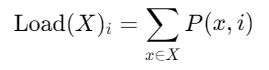 Load(X)_i = \sum_{x \in X} P(x, i)